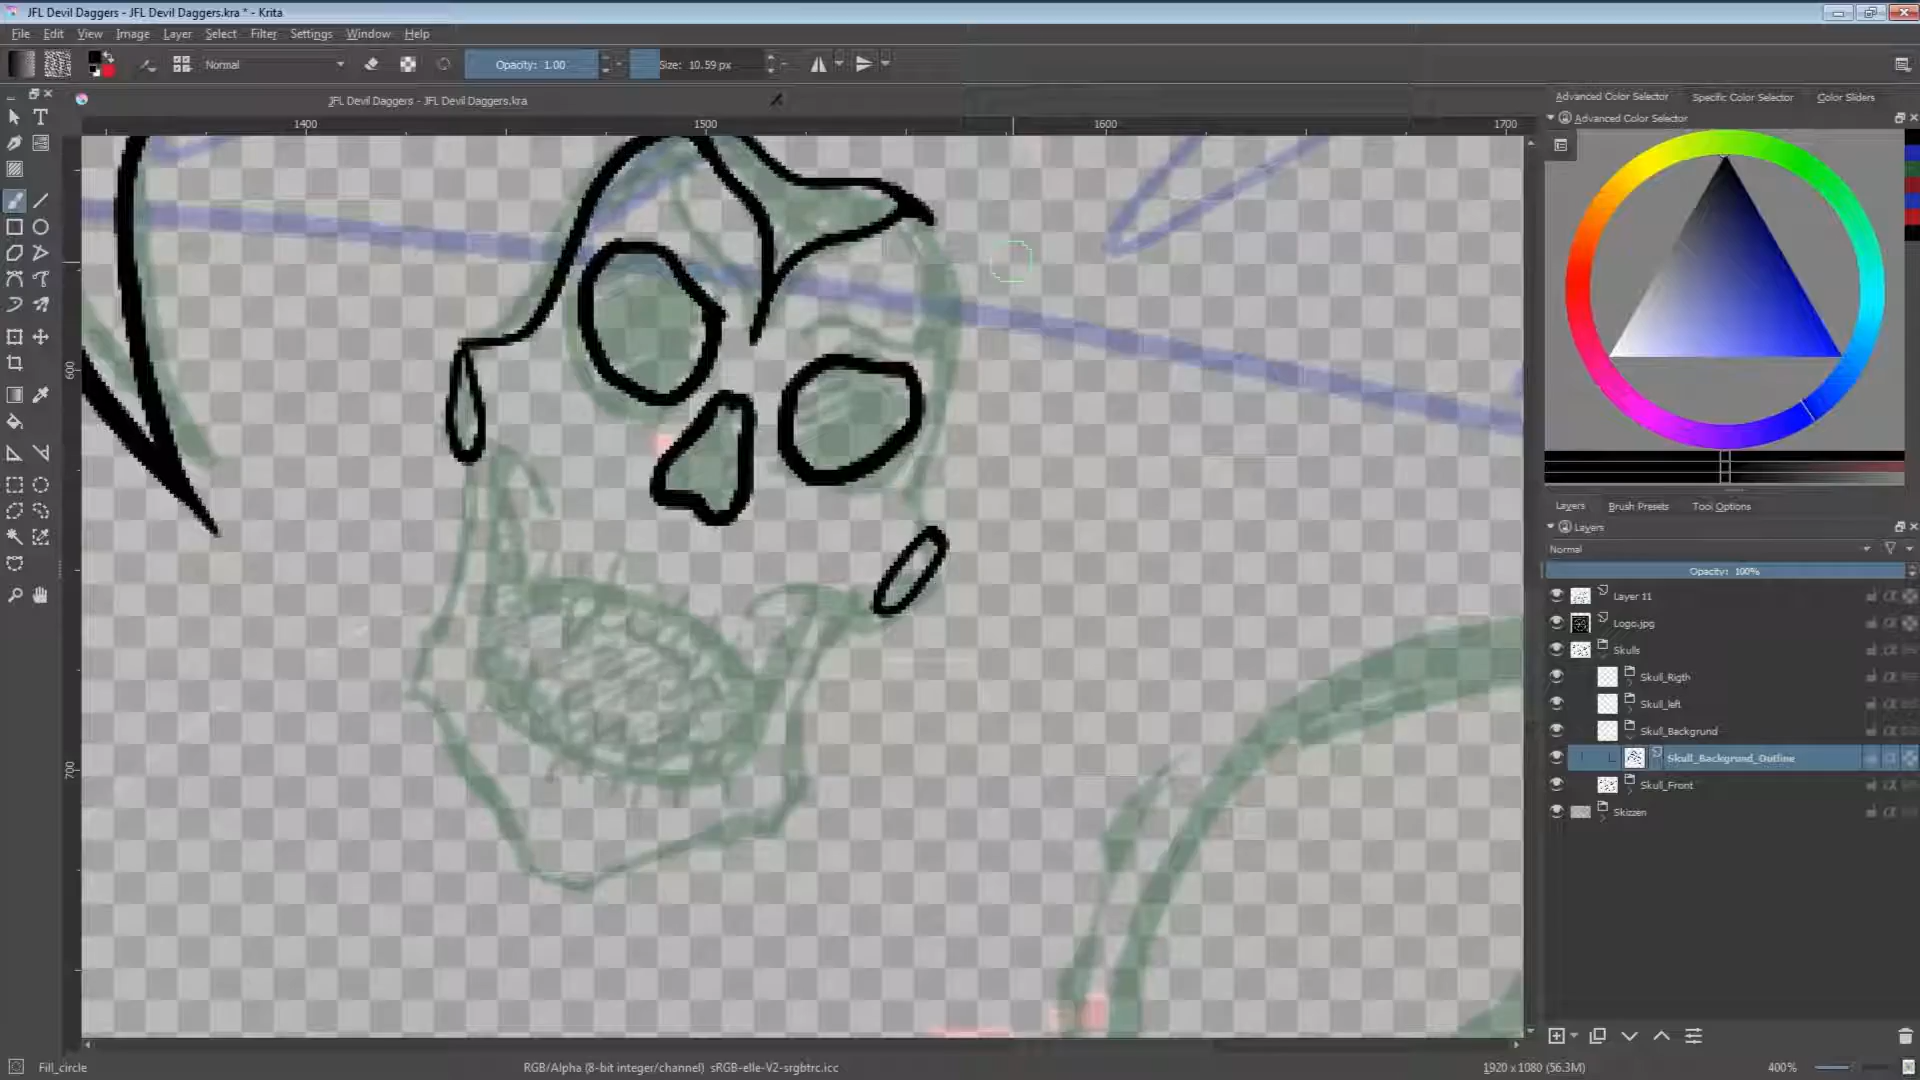 JFL Devil Daggers - JFL Devil Daggers.kra * - Krita
File Edit View Image Layer Select Filter Settings Window Help
Normal Opacity: 1.00 Size: 10.59 px
JFL Devil Daggers - JFL Devil Daggers.kra
Advanced Color Selector Specific Color Selector Color Sliders
Advanced Color Selector
1400 1500 1600 1700
600
700
Layers Brush Presets Tool Options
Layers
Normal
Opacity: 100%
Layer 11
Logo.jpg
Skulls
Skull_Rigth
Skull_left
Skull_Backgrund
Skull_Backgrund_Outline
Skull_Front
Skizzen
Fill_circle RGB/Alpha (8-bit integer/channel) sRGB-elle-V2-srgbtrc.icc 1920 x 1080 (56.3M) 400%